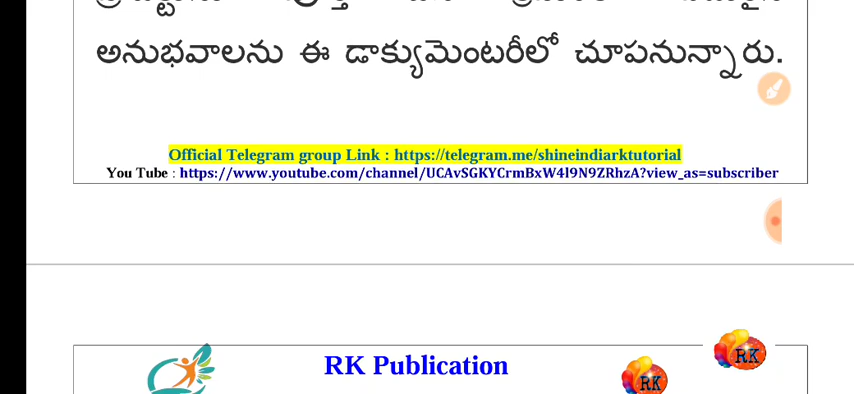 అనుభవాలను ఈ డాక్యుమెంటరీలో చూపనున్నారు.
Official Telegram group Link : https://telegram.me/shineindiarktutorial
You Tube : https://www.youtube.com/channel/UCAvSGKYCrmBxW4l9N9ZRhzA?view_as=subscriber
RK
RK Publication
RK